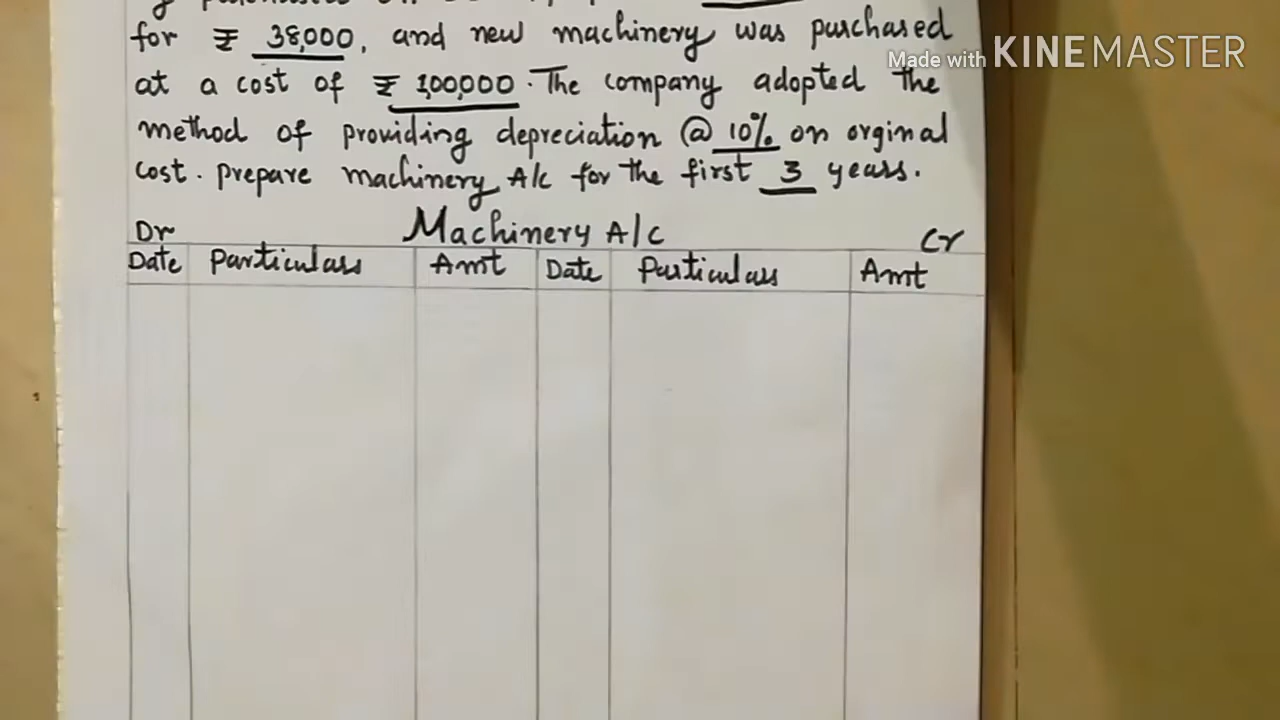 for ₹ 38,000, and new machinery was purchased
Made with KINEMASTER
at a cost of ₹ 1,00,000. The company adopted the
method of providing depreciation @ 10% on orginal
cost. prepare machinery A/c for the first 3 years.
Dr Machinery A/c Cr
Date Particulars Amt Date Particulars Amt